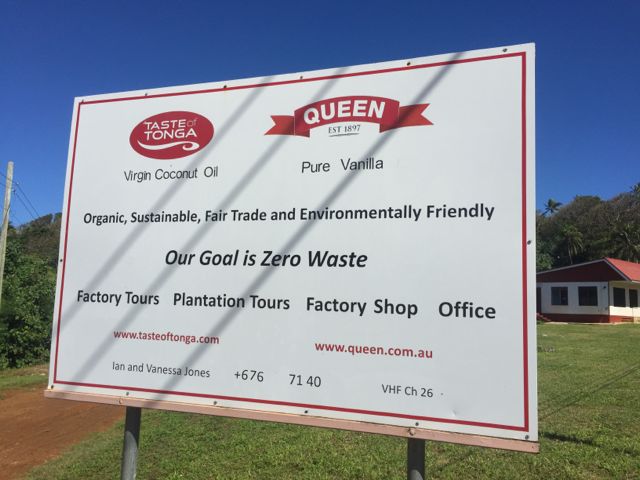 TASTE of TONGA
Virgin Coconut Oil
QUEEN
EST 1897
Pure Vanilla
Organic, Sustainable, Fair Trade and Environmentally Friendly
Our Goal is Zero Waste
Factory Tours Plantation Tours Factory Shop Office
www.tasteoftonga.com www.queen.com.au
Ian and Vanessa Jones +676 71 40 VHF Ch 26